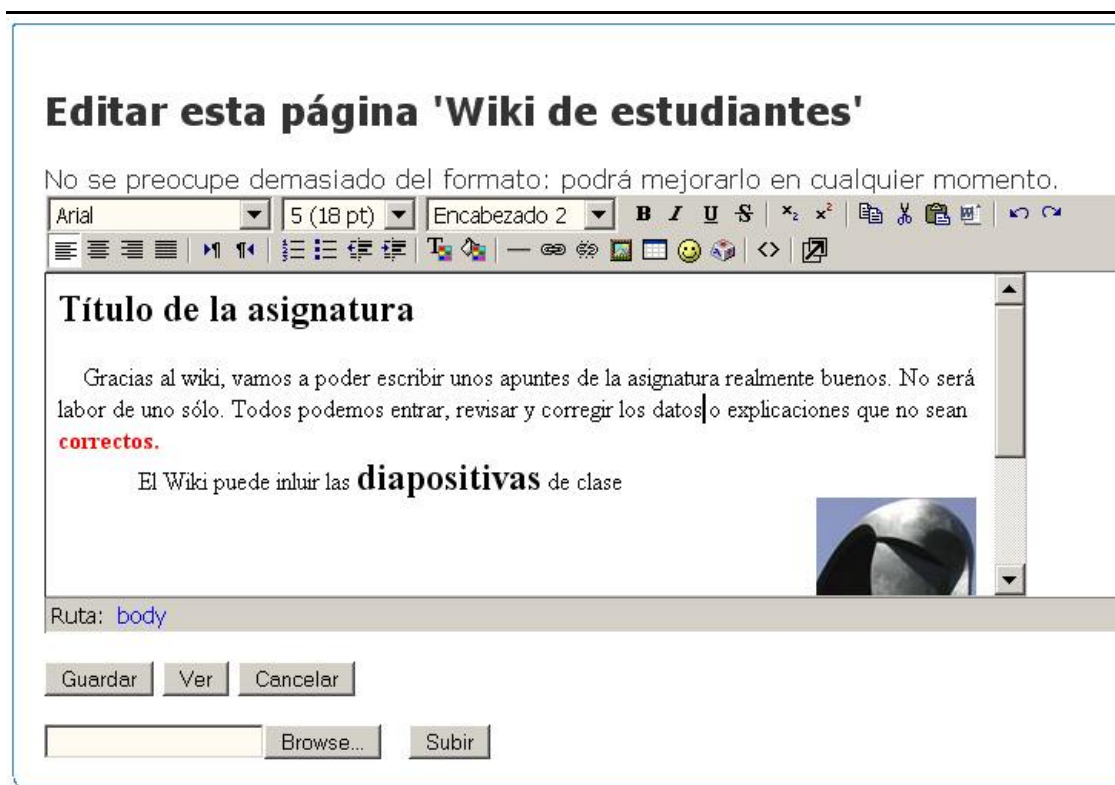 Editar esta página 'Wiki de estudiantes'
No se preocupe demasiado del formato: podrá mejorarlo en cualquier momento.
Arial 5 (18 pt) Encabezado 2 B I U S x₂ x²
Título de la asignatura
Gracias al wiki, vamos a poder escribir unos apuntes de la asignatura realmente buenos. No será
labor de uno sólo. Todos podemos entrar, revisar y corregir los datos o explicaciones que no sean
correctos.
El Wiki puede inluir las diapositivas de clase
Ruta: body
Guardar Ver Cancelar
Browse... Subir